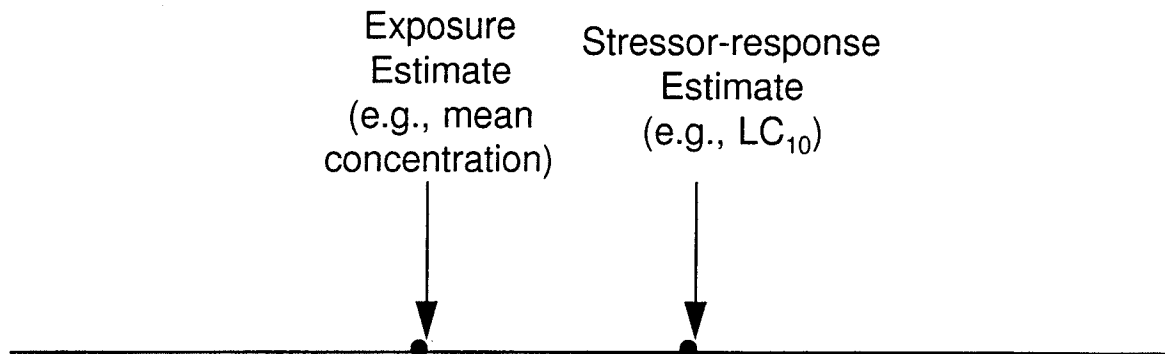 Exposure
Estimate
(e.g., mean
concentration)
Stressor-response
Estimate
(e.g., LC₁₀)